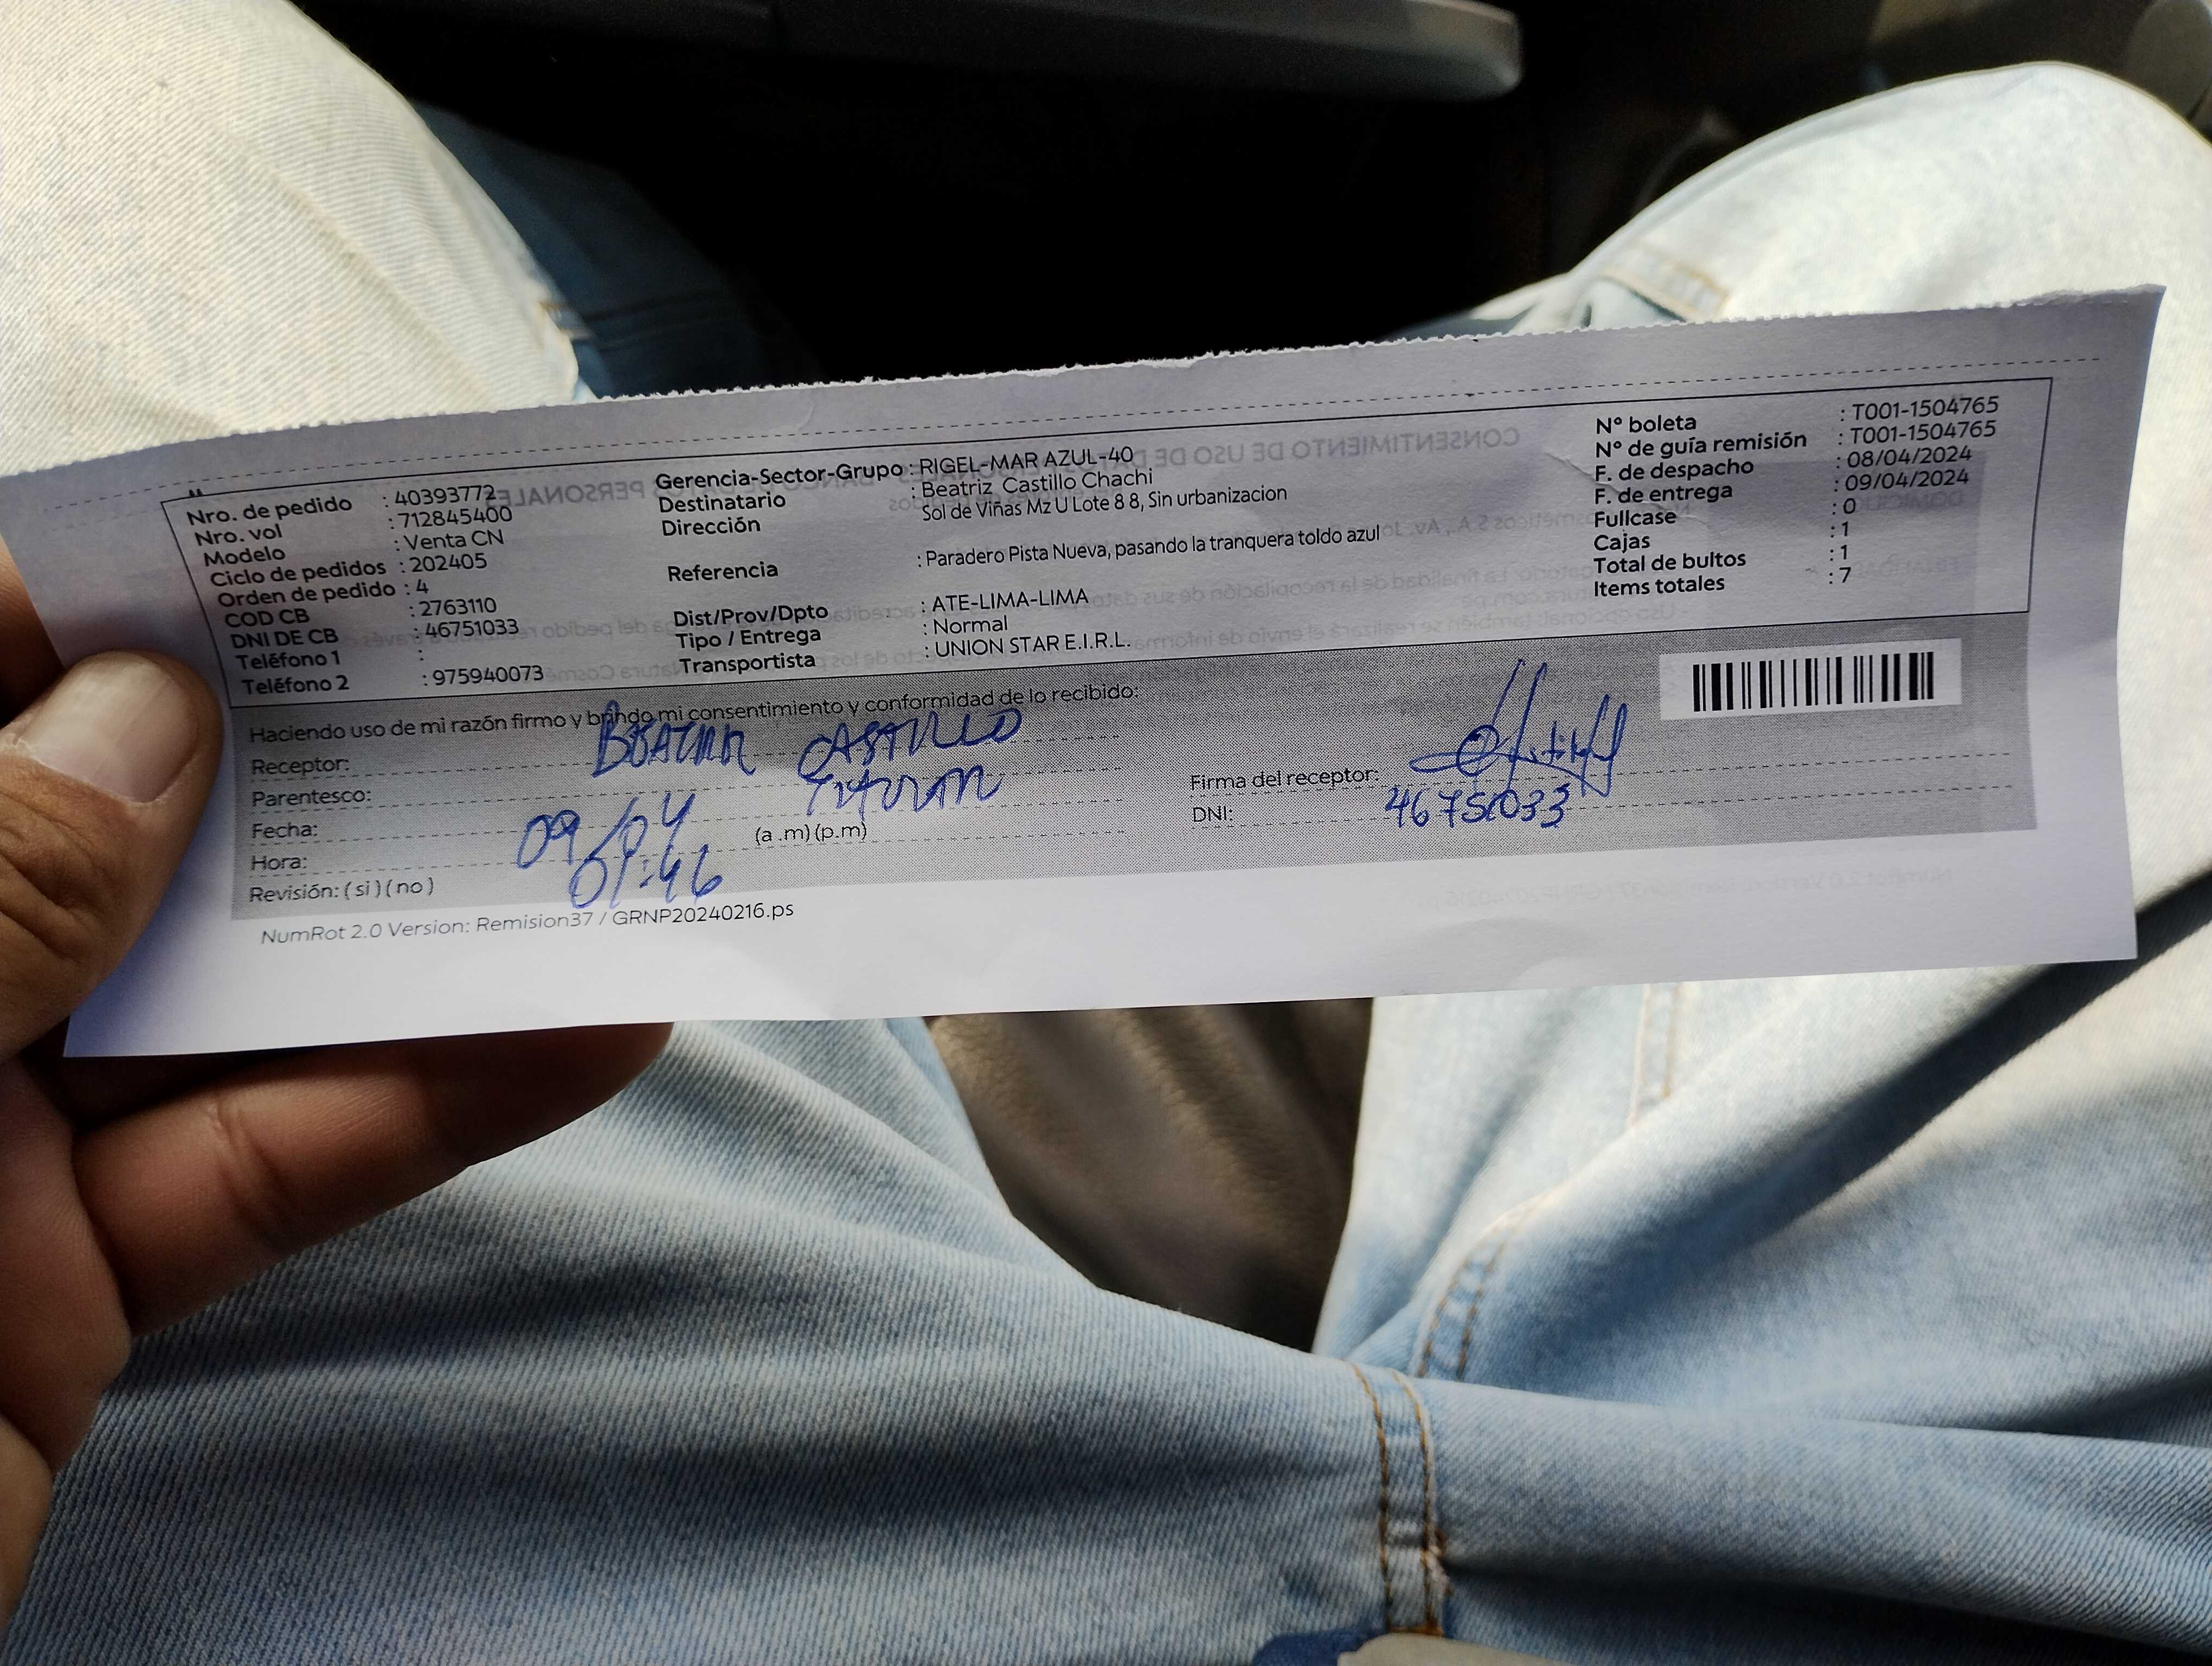 Nro. de pedido : 40393772
Nro. vol : 712845400
Modelo : Venta CN
Ciclo de pedidos : 202405
Orden de pedido : 4
COD CB : 2763110
DNI DE CB : 46751033
Teléfono 1 :
Teléfono 2 : 975940073
Gerencia-Sector-Grupo : RIGEL-MAR AZUL-40
Destinatario : Beatriz Castillo Chachi
Dirección Sol de Viñas Mz U Lote 8 8, Sin urbanizacion
Referencia : Paradero Pista Nueva, pasando la tranquera toldo azul
Dist/Prov/Dpto : ATE-LIMA-LIMA
Tipo / Entrega : Normal
Transportista : UNION STAR E.I.R.L.
N° boleta : T001-1504765
N° de guía remisión : T001-1504765
F. de despacho : 08/04/2024
F. de entrega : 09/04/2024
Fullcase : 0
Cajas : 1
Total de bultos : 1
Items totales : 7
Haciendo uso de mi razón firmo y brindo mi consentimiento y conformidad de lo recibido:
Receptor: BEATRIZ CASTILLO
Parentesco:
Fecha: 09/04
Hora: 01:46 (a .m) (p.m)
Revisión: ( si ) ( no )
Firma del receptor:
DNI: 46751033
NumRot 2.0 Version: Remision37 / GRNP20240216.ps